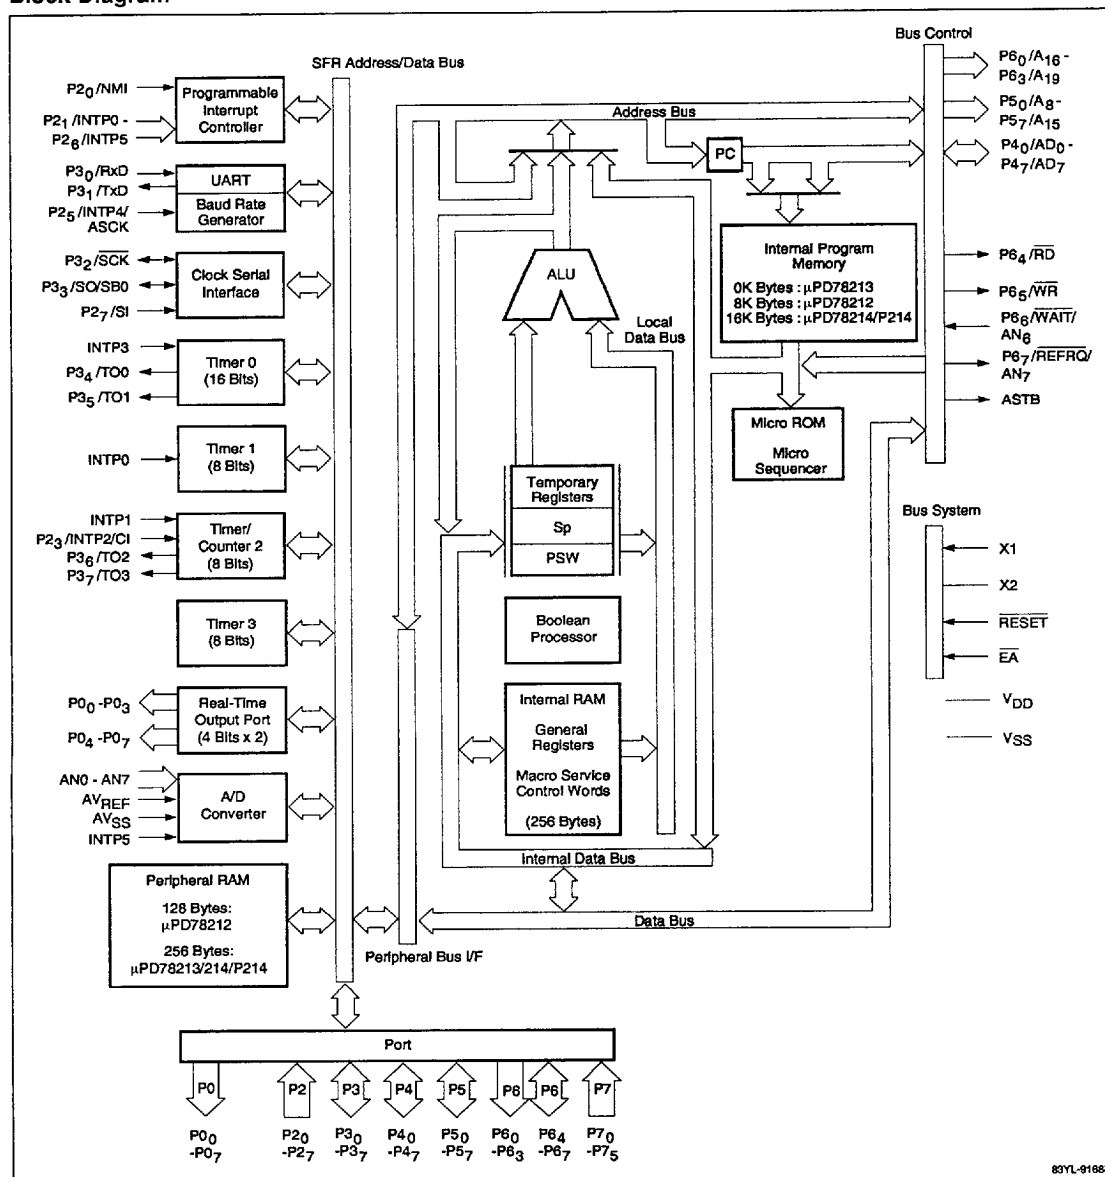 Block Diagram
Bus Control
SFR Address/Data Bus
P20/NMI
P21/INTP0 -
P26/INTP5
Programmable
Interrupt
Controller
P30/RxD
P31/TxD
P25/INTP4/
ASCK
UART
Baud Rate
Generator
P32/SCK
P33/SO/SB0
P27/SI
Clock Serial
Interface
INTP3
P34/TO0
P35/TO1
Timer 0
(16 Bits)
INTP0
Timer 1
(8 Bits)
INTP1
P23/INTP2/CI
P36/TO2
P37/TO3
Timer/
Counter 2
(8 Bits)
Timer 3
(8 Bits)
P00 -P03
P04 -P07
Real-Time
Output Port
(4 Bits x 2)
AN0 - AN7
AVREF
AVSS
INTP5
A/D
Converter
Peripheral RAM
128 Bytes:
μPD78212
256 Bytes:
μPD78213/214/P214
Address Bus
PC
ALU
Local
Data Bus
Internal Program
Memory
0K Bytes : μPD78213
8K Bytes : μPD78212
16K Bytes : μPD78214/P214
Micro ROM
Micro
Sequencer
Temporary
Registers
Sp
PSW
Boolean
Processor
Internal RAM
General
Registers
Macro Service
Control Words
(256 Bytes)
Internal Data Bus
Data Bus
Peripheral Bus I/F
P60/A16 -
P63/A19
P50/A8 -
P57/A15
P40/AD0 -
P47/AD7
P64/RD
P65/WR
P66/WAIT/
AN6
P67/REFRQ/
AN7
ASTB
Bus System
X1
X2
RESET
EA
VDD
VSS
Port
P0 P2 P3 P4 P5 P6 P6 P7
P00 P20 P30 P40 P50 P60 P64 P70
-P07 -P27 -P37 -P47 -P57 -P63 -P67 -P75
83YL-9168